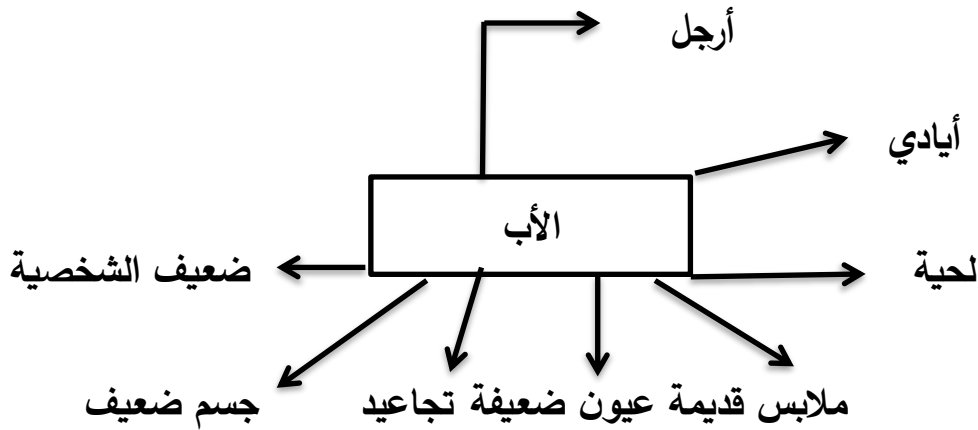 أرجل
أيادي
الأب
لحية
ضعيف الشخصية
ملابس قديمة عيون ضعيفة تجاعيد جسم ضعيف